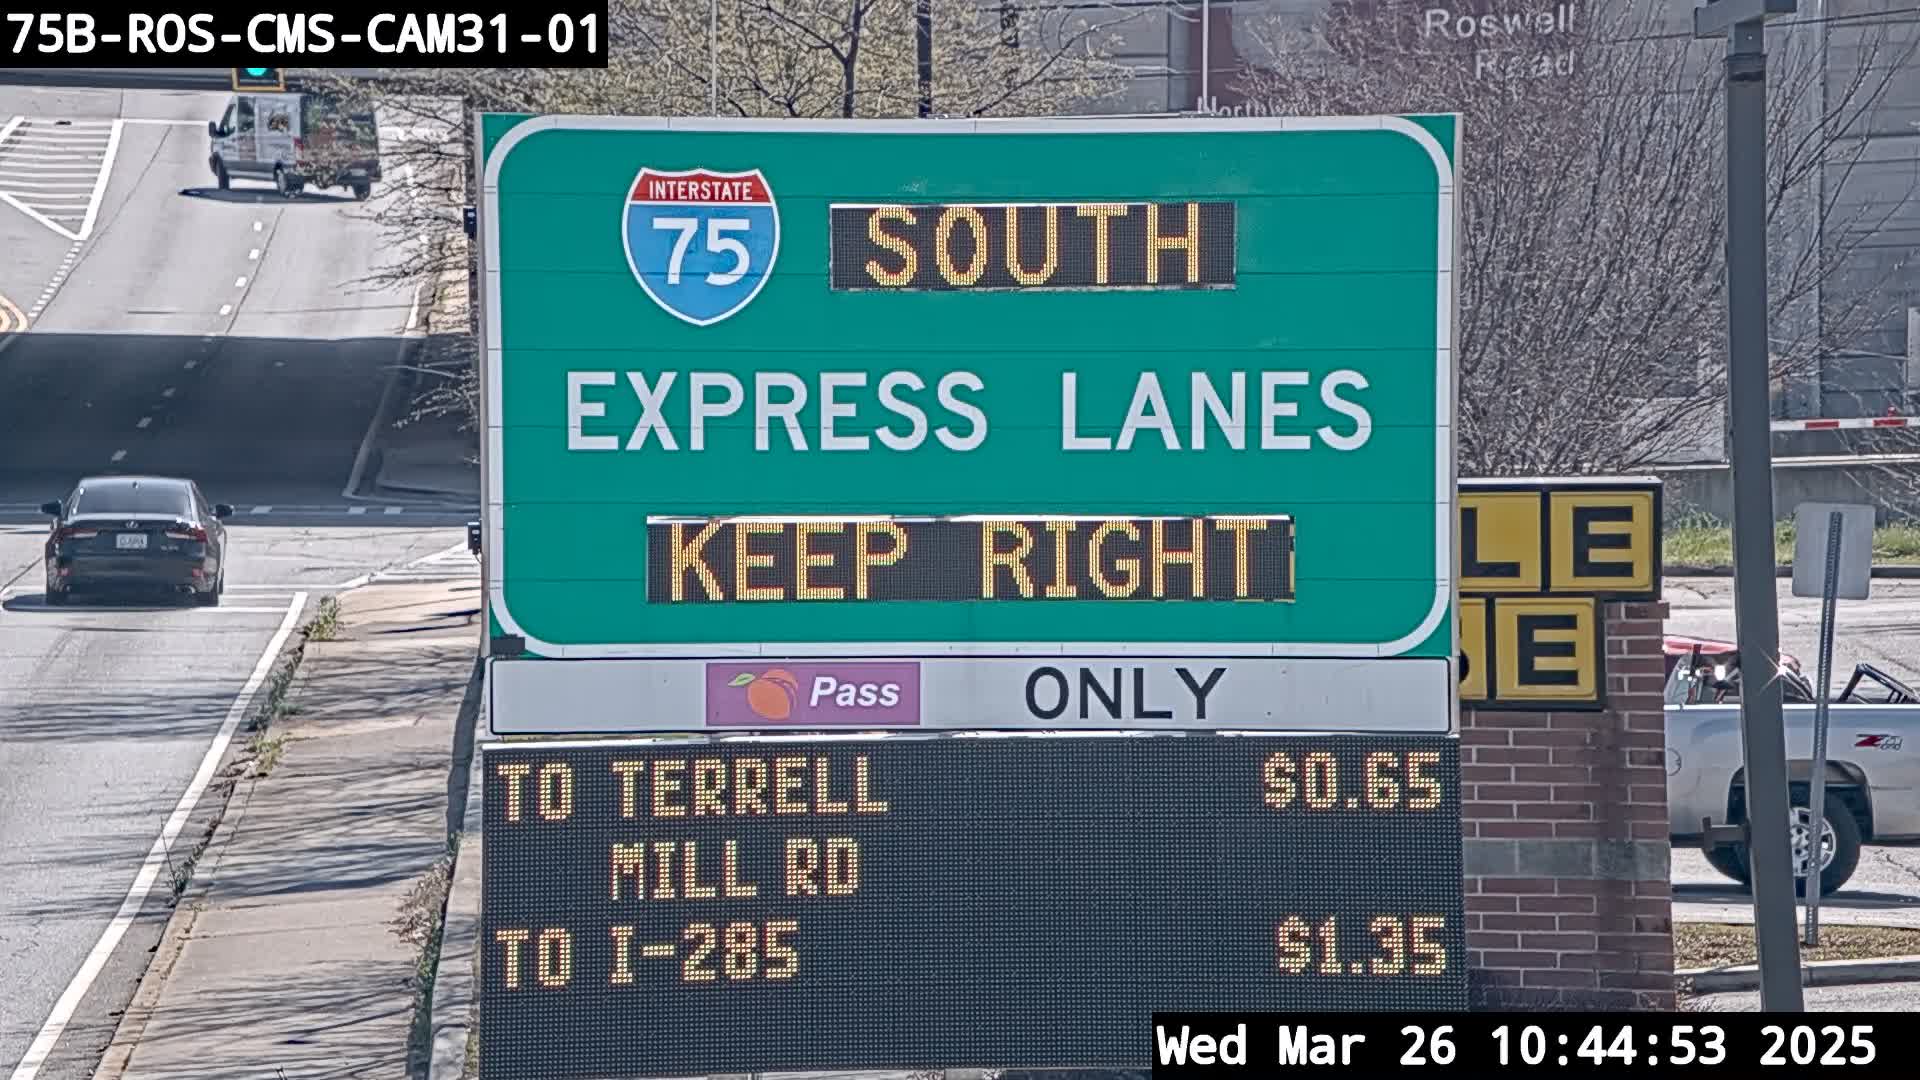 75B-ROS-CMS-CAM31-01
Roswell
Road
INTERSTATE
75
SOUTH
EXPRESS LANES
KEEP RIGHT
LE
E
Pass ONLY
TO TERRELL $0.65
MILL RD
TO I-285 $1.35
Wed Mar 26 10:44:53 2025